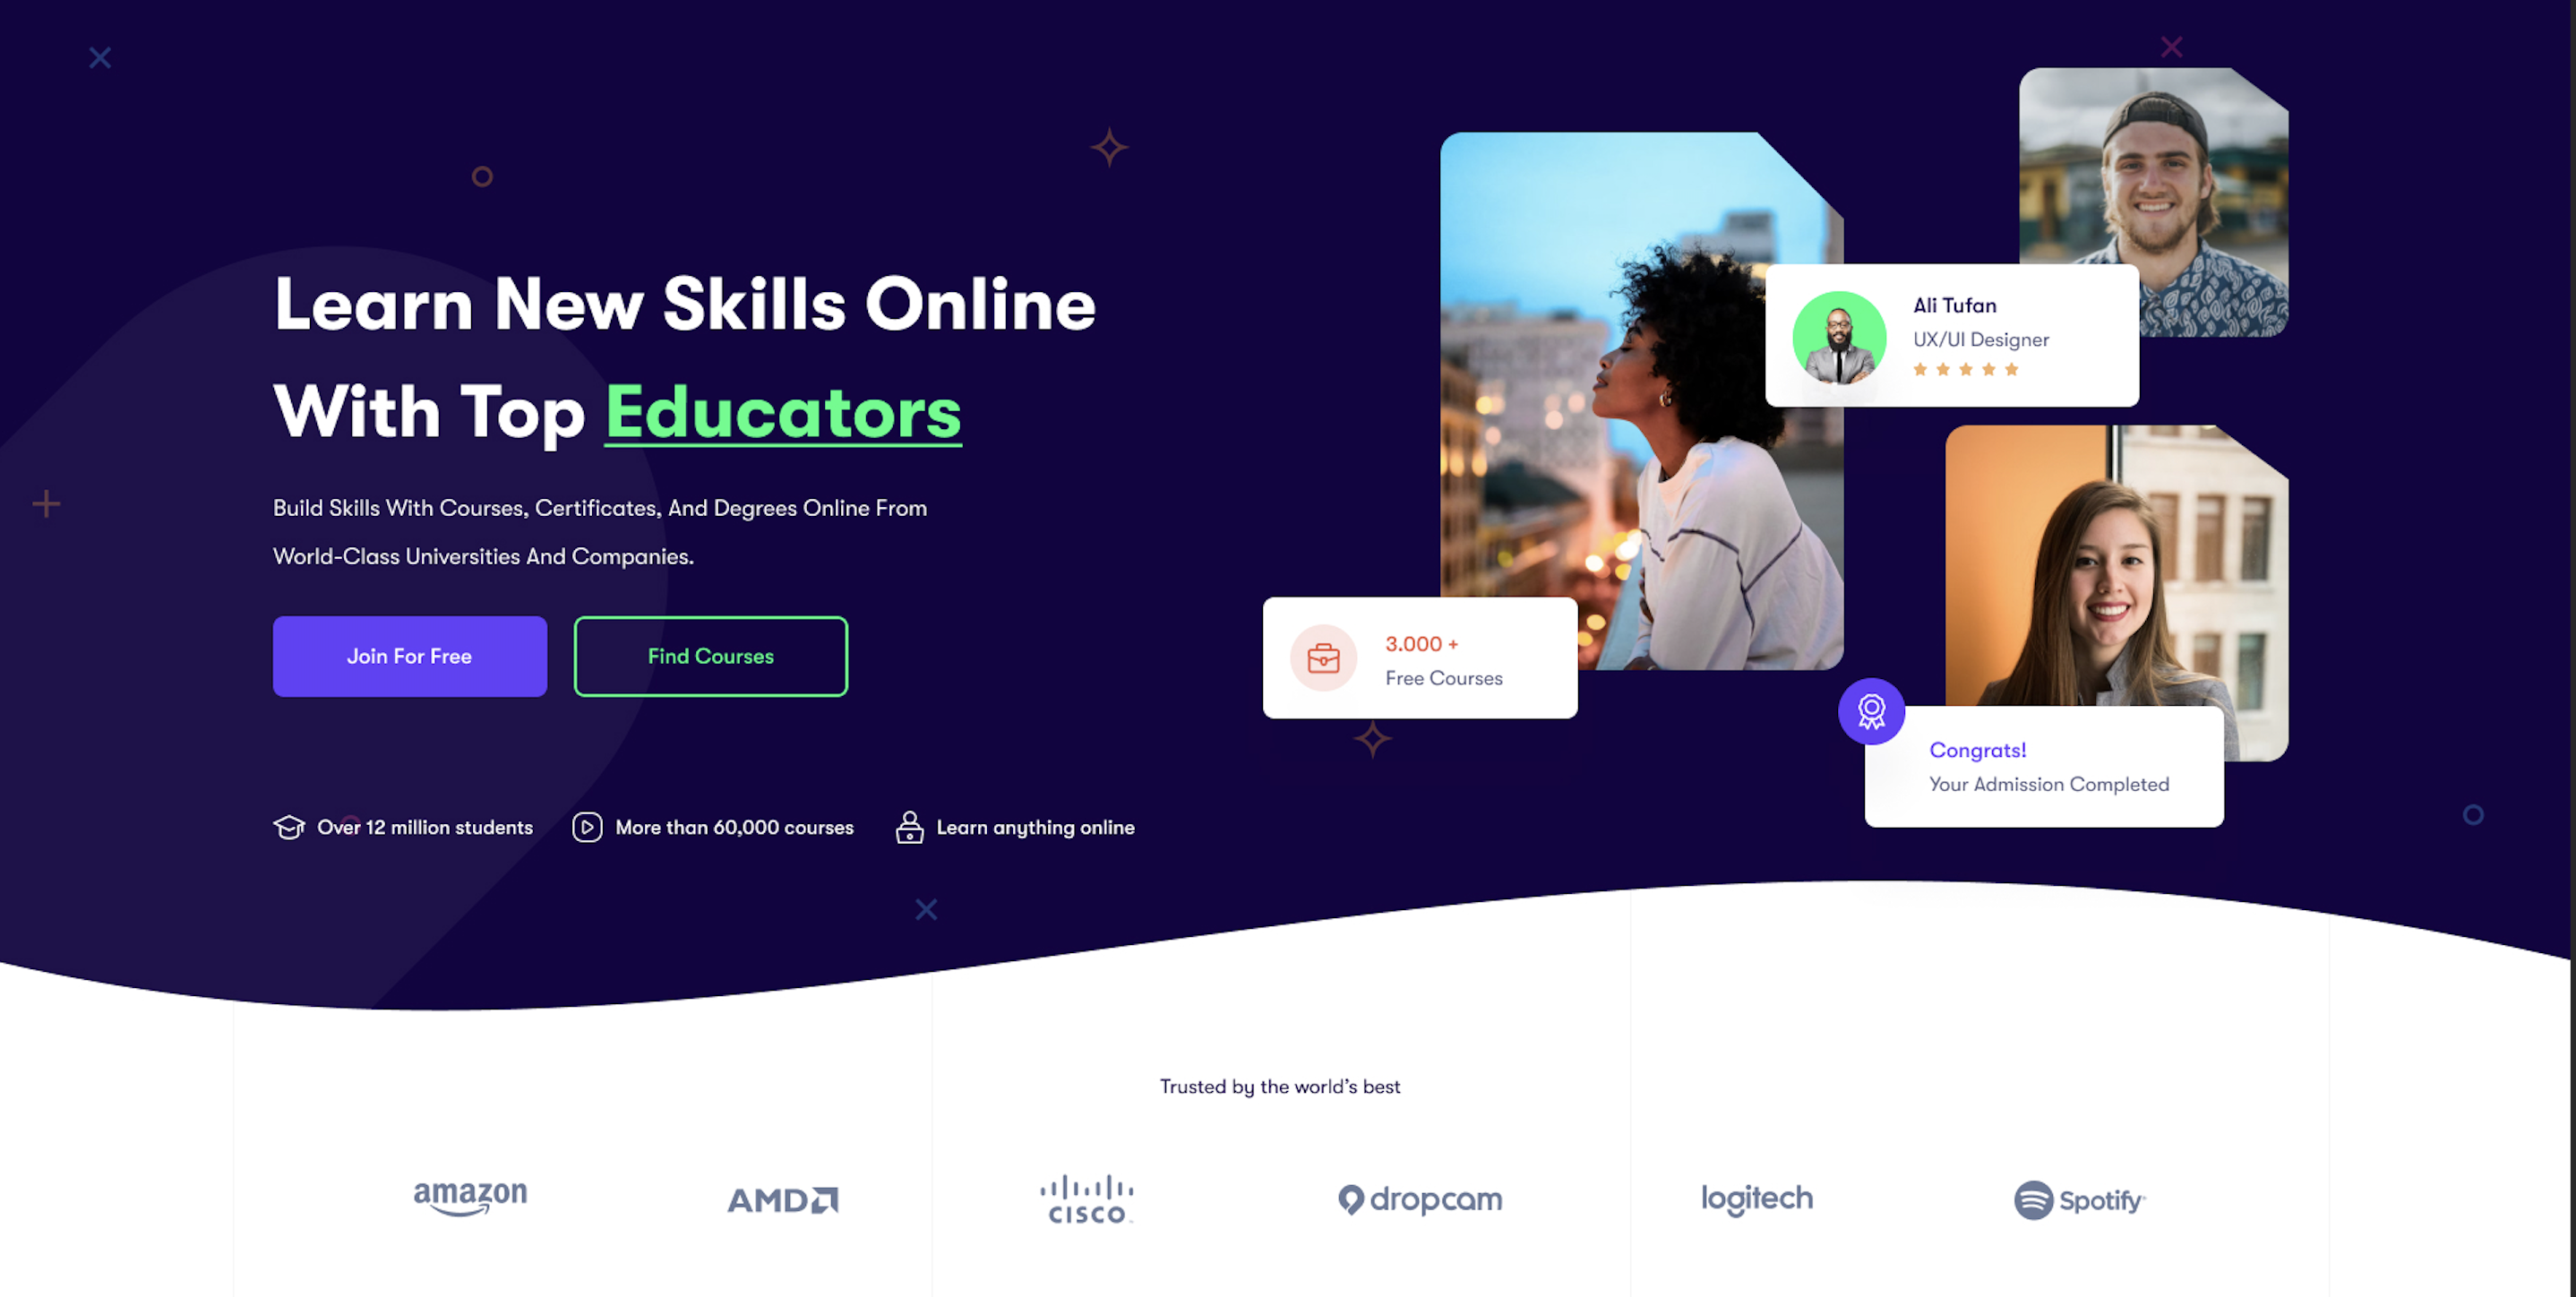 Learn New Skills Online
With Top Educators
Build Skills With Courses, Certificates, And Degrees Online From
World-Class Universities And Companies.
Join For Free
Find Courses
Over 12 million students
More than 60,000 courses
Learn anything online
Ali Tufan
UX/UI Designer
3.000 +
Free Courses
Congrats!
Your Admission Completed
Trusted by the world’s best
amazon
AMD
CISCO
dropcam
logitech
Spotify